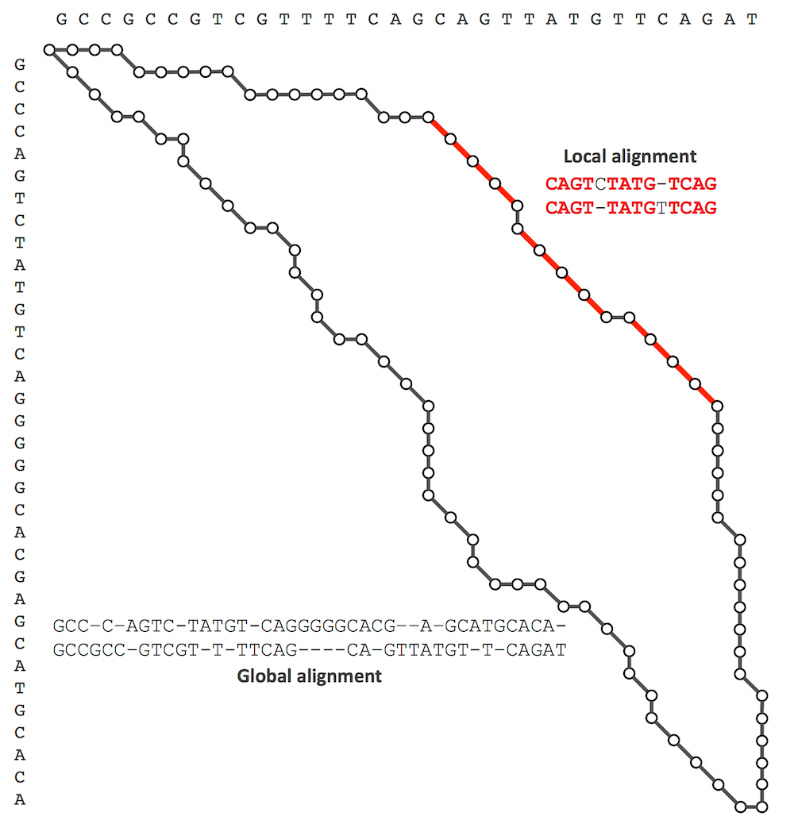 G C C G C C G T C G T T T T C A G C A G T T A T G T T C A G A T
G
C
C
C
A
G
T
C
T
A
T
G
T
C
A
G
G
G
G
G
C
A
C
G
A
G
C
A
T
G
C
A
C
A
Local alignment
CAGTCTATG-TCAG
CAGT-TATGTTCAG
GCC-C-AGTC-TATGT-CAGGGGGCACG--A-GCATGCACA-
GCCGCC-GTCGT-T-TTCAG----CA-GTTATGT-T-CAGAT
Global alignment